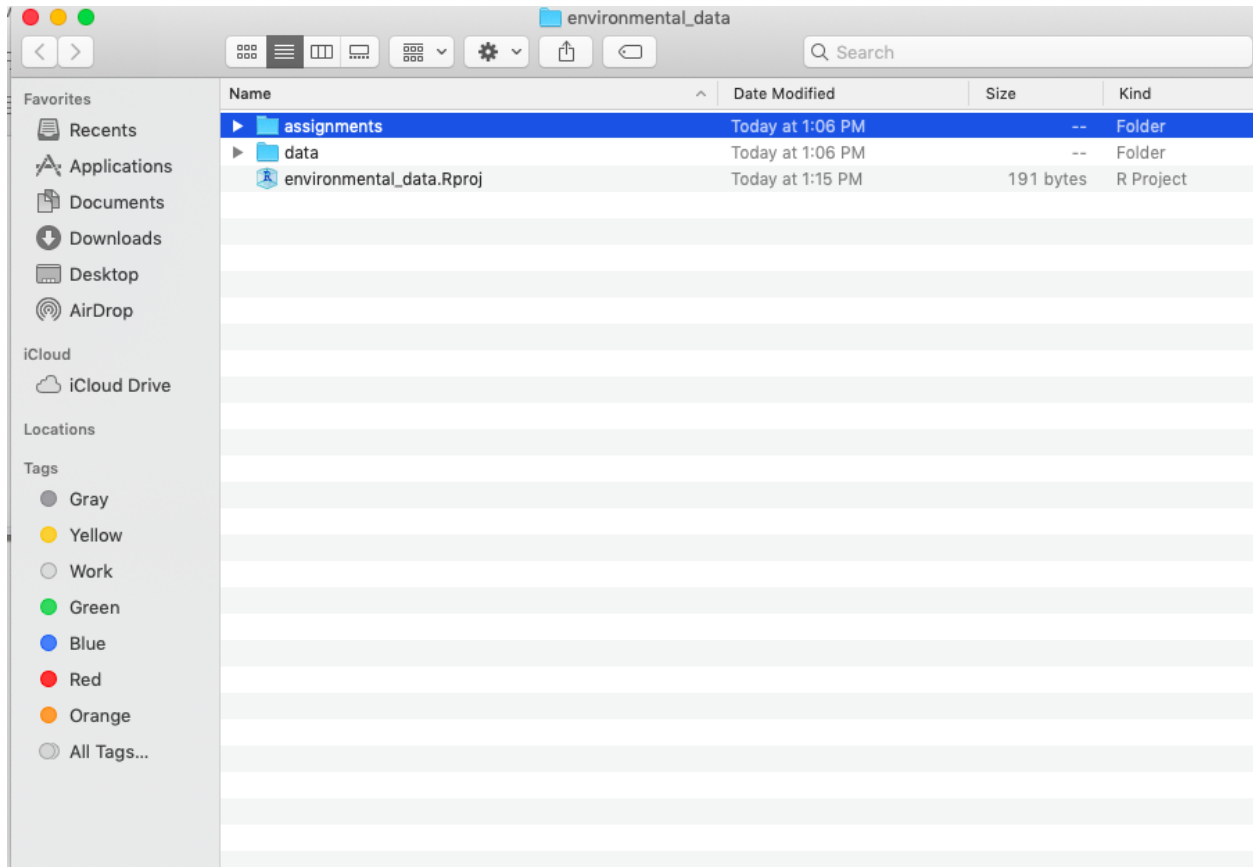 environmental_data
Search
Favorites
Recents
Applications
Documents
Downloads
Desktop
AirDrop
iCloud
iCloud Drive
Locations
Tags
Gray
Yellow
Work
Green
Blue
Red
Orange
All Tags...
Name Date Modified Size Kind
assignments Today at 1:06 PM -- Folder
data Today at 1:06 PM -- Folder
environmental_data.Rproj Today at 1:15 PM 191 bytes R Project